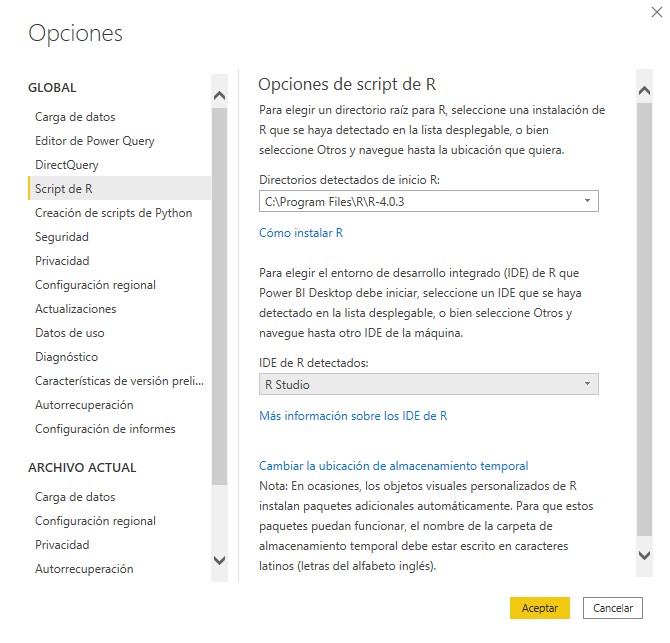 Opciones
GLOBAL
Carga de datos
Editor de Power Query
DirectQuery
Script de R
Creación de scripts de Python
Seguridad
Privacidad
Configuración regional
Actualizaciones
Datos de uso
Diagnóstico
Características de versión preli...
Autorrecuperación
Configuración de informes
ARCHIVO ACTUAL
Carga de datos
Configuración regional
Privacidad
Autorrecuperación
Opciones de script de R
Para elegir un directorio raíz para R, seleccione una instalación de
R que se haya detectado en la lista desplegable, o bien
seleccione Otros y navegue hasta la ubicación que quiera.
Directorios detectados de inicio R:
C:\Program Files\R\R-4.0.3
Cómo instalar R
Para elegir el entorno de desarrollo integrado (IDE) de R que
Power BI Desktop debe iniciar, seleccione un IDE que se haya
detectado en la lista desplegable, o bien seleccione Otros y
navegue hasta otro IDE de la máquina.
IDE de R detectados:
R Studio
Más información sobre los IDE de R
Cambiar la ubicación de almacenamiento temporal
Nota: En ocasiones, los objetos visuales personalizados de R
instalan paquetes adicionales automáticamente. Para que estos
paquetes puedan funcionar, el nombre de la carpeta de
almacenamiento temporal debe estar escrito en caracteres
latinos (letras del alfabeto inglés).
Aceptar
Cancelar